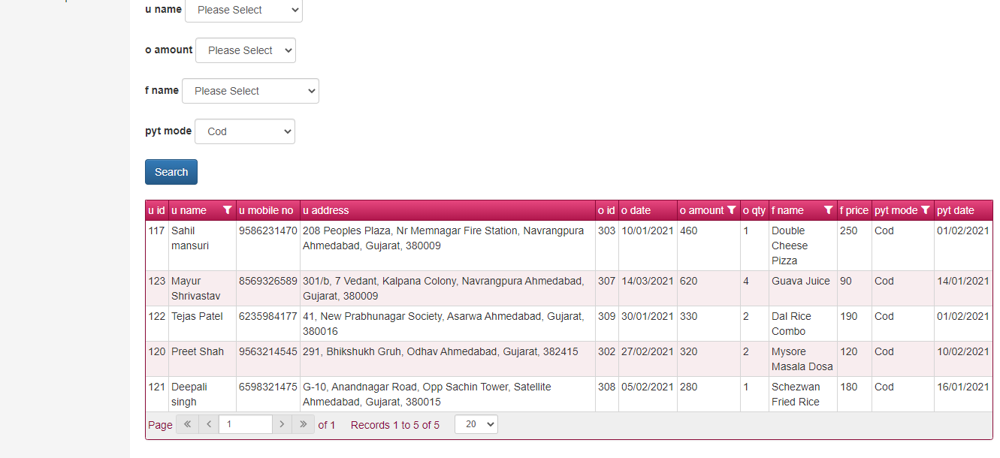 u name Please Select
o amount Please Select
f name Please Select
pyt mode Cod
Search
u id u name u mobile no u address o id o date o amount o qty f name f price pyt mode pyt date
117 Sahil 9586231470 208 Peoples Plaza, Nr Memnagar Fire Station, Navrangpura 303 10/01/2021 460 1 Double 250 Cod 01/02/2021
mansuri Ahmedabad, Gujarat, 380009 Cheese
Pizza
123 Mayur 8569326589 301/b, 7 Vedant, Kalpana Colony, Navrangpura Ahmedabad, 307 14/03/2021 620 4 Guava Juice 90 Cod 14/01/2021
Shrivastav Gujarat, 380009
122 Tejas Patel 6235984177 41, New Prabhunagar Society, Asarwa Ahmedabad, Gujarat, 309 30/01/2021 330 2 Dal Rice 190 Cod 01/02/2021
380016 Combo
120 Preet Shah 9563214545 291, Bhikshukh Gruh, Odhav Ahmedabad, Gujarat, 382415 302 27/02/2021 320 2 Mysore 120 Cod 10/02/2021
Masala Dosa
121 Deepali 6598321475 G-10, Anandnagar Road, Opp Sachin Tower, Satellite 308 05/02/2021 280 1 Schezwan 180 Cod 16/01/2021
singh Ahmedabad, Gujarat, 380015 Fried Rice
Page 1 of 1 Records 1 to 5 of 5 20